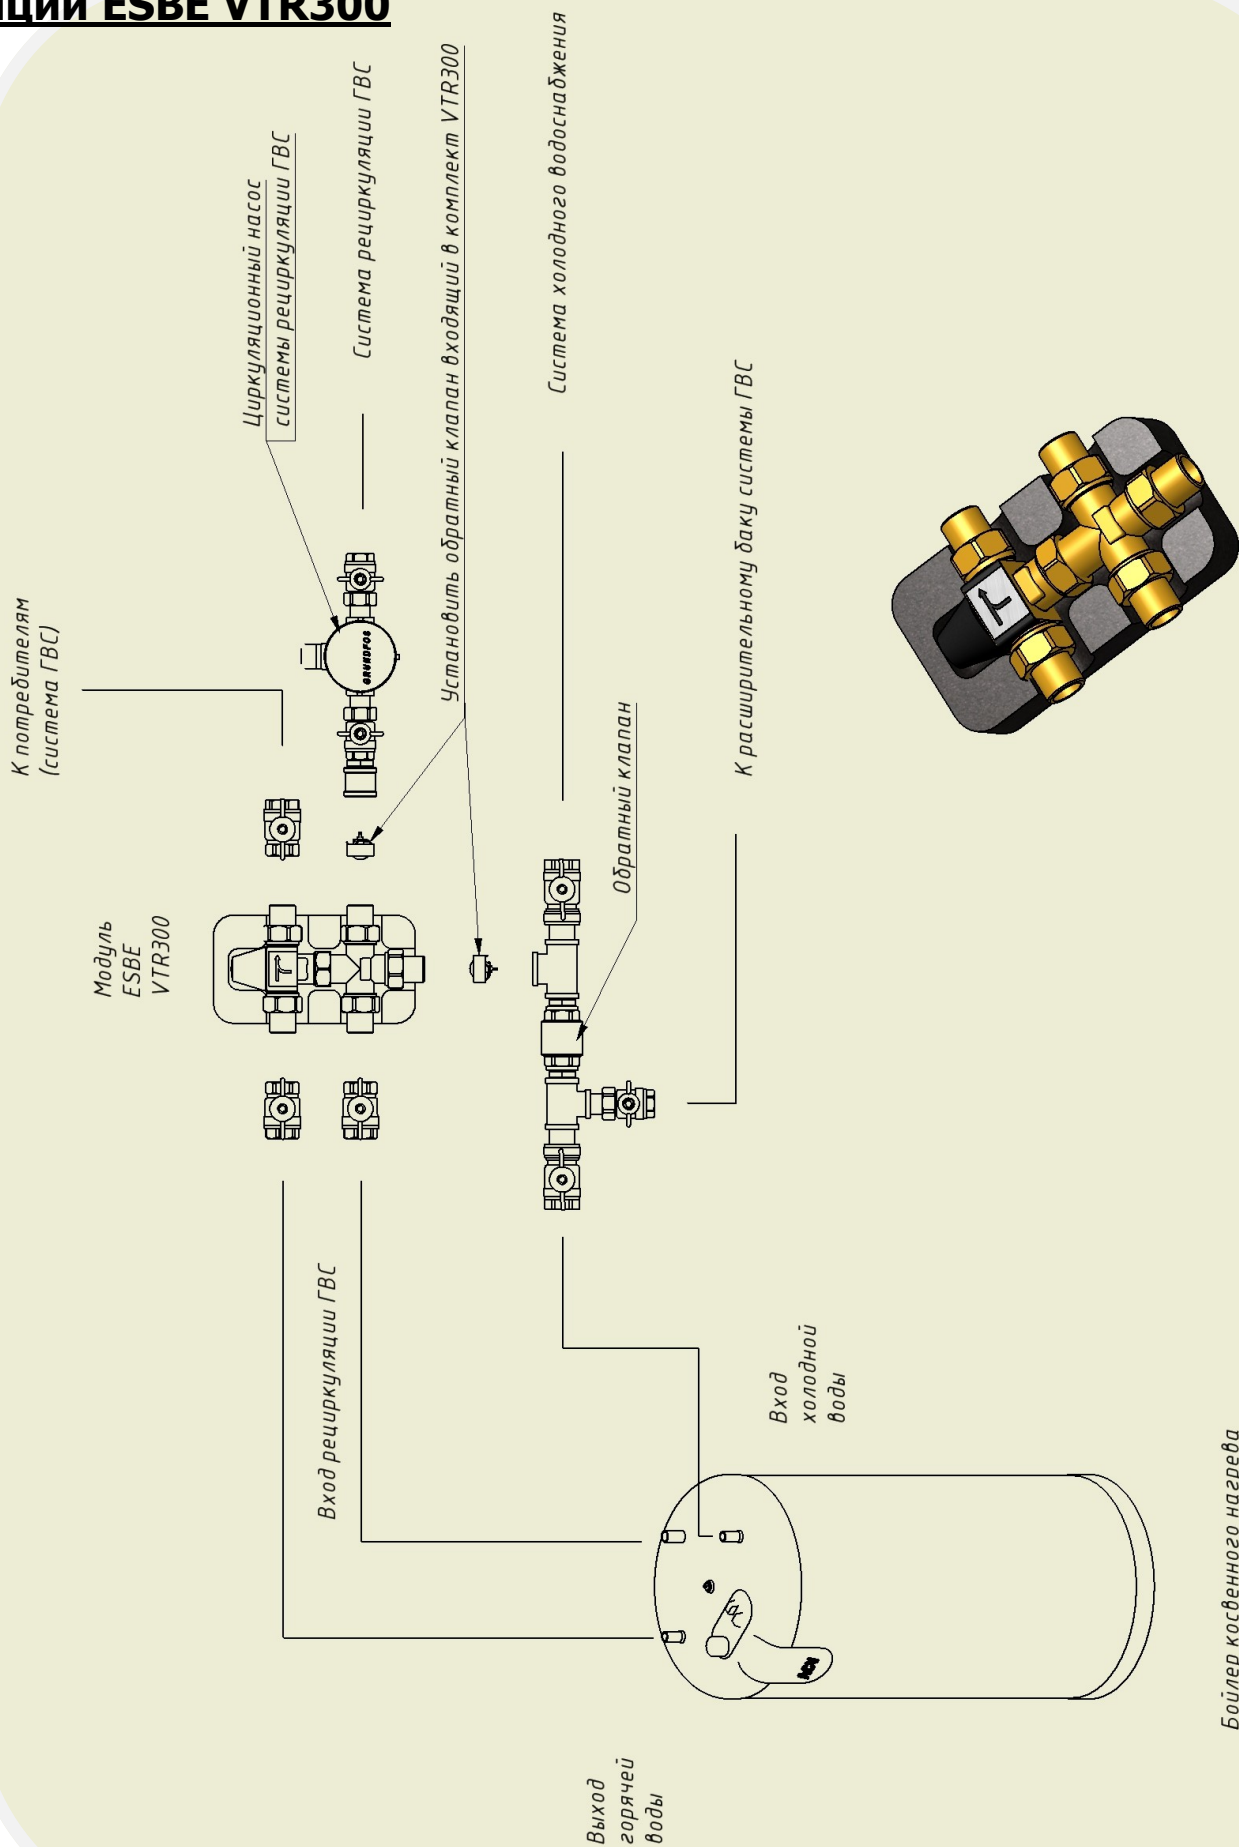 ции ESBE VTR300
К потребителям
(система ГВС)
Циркуляционный насос
системы рециркуляции ГВС
Система рециркуляции ГВС
Установить обратный клапан входящий в комплект VTR300
Система холодного водоснабжения
Модуль
ESBE
VTR300
GRUNDFOS
Обратный клапан
К расширительному баку системы ГВС
Вход рециркуляции ГВС
Вход
холодной
воды
Выход
горячей
воды
Бойлер косвенного нагрева